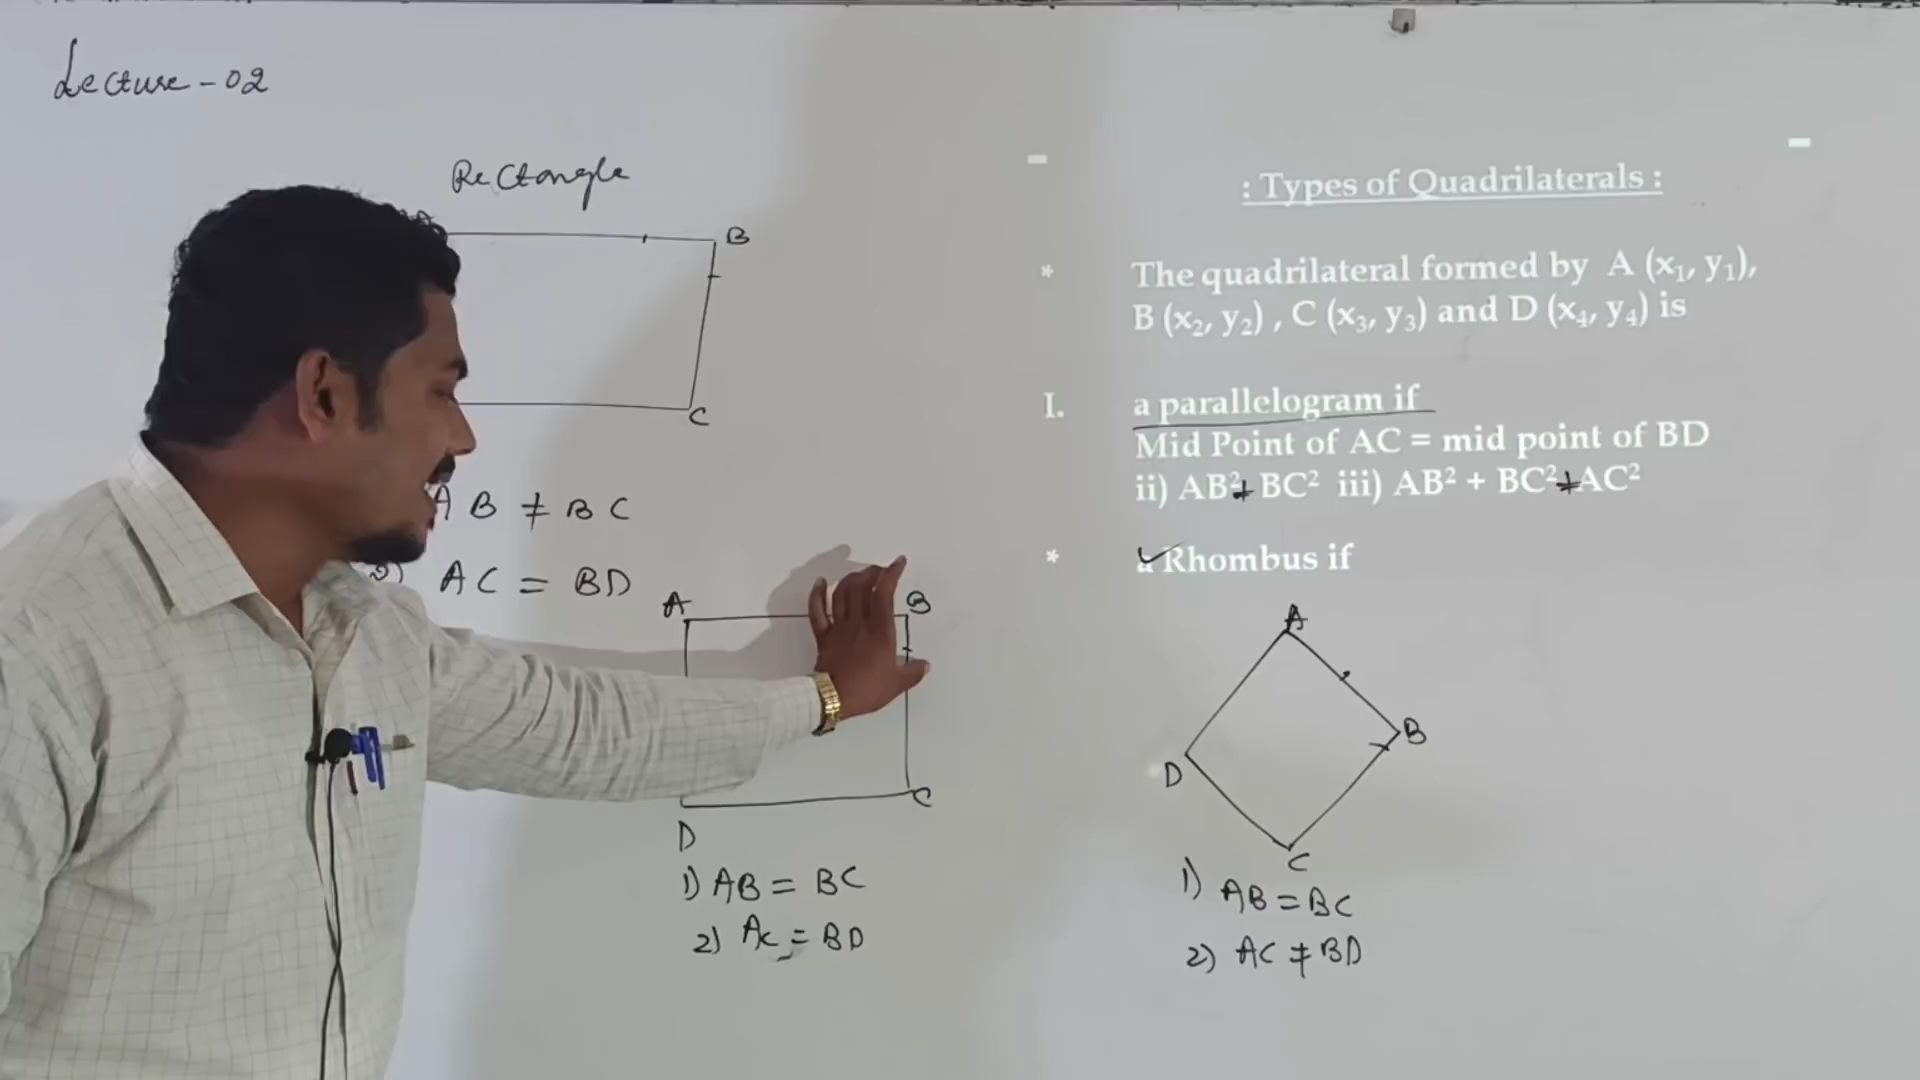 Lecture - 02
Rectangle
B
C
AB ≠ BC
2) AC = BD
A
B
C
D
1) AB = BC
2) AC = BD
: Types of Quadrilaterals :
* The quadrilateral formed by A (x₁, y₁),
B (x₂, y₂) , C (x₃, y₃) and D (x₄, y₄) is
I. a parallelogram if
Mid Point of AC = mid point of BD
ii) AB² ≠ BC² iii) AB² + BC² ≠ AC²
* a Rhombus if
A
B
D
C
1) AB = BC
2) AC ≠ BD